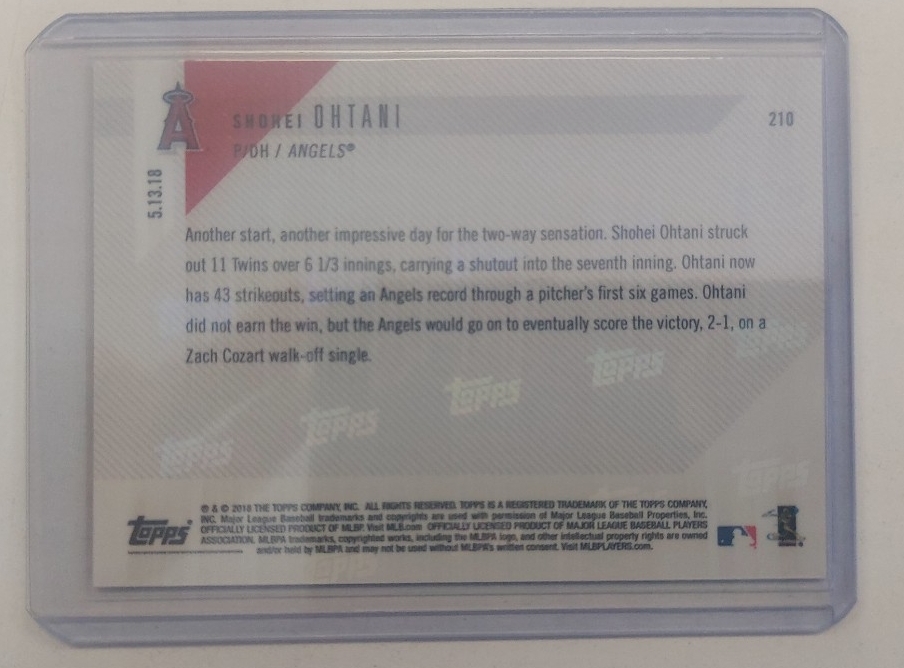 SHOHEI OHTANI
210
P/DH / ANGELS®
5.13.18
Another start, another impressive day for the two-way sensation. Shohei Ohtani struck
out 11 Twins over 6 1/3 innings, carrying a shutout into the seventh inning. Ohtani now
has 43 strikeouts, setting an Angels record through a pitcher's first six games. Ohtani
did not earn the win, but the Angels would go on to eventually score the victory, 2-1, on a
Zach Cozart walk-off single.
topps
topps topps topps topps
topps
topps
® & © 2018 THE TOPPS COMPANY, INC. ALL RIGHTS RESERVED. TOPPS IS A REGISTERED TRADEMARK OF THE TOPPS COMPANY,
INC. Major League Baseball trademarks and copyrights are used with permission of Major League Baseball Properties, Inc.
OFFICIALLY LICENSED PRODUCT OF MLBP. Visit MLB.com OFFICIALLY LICENSED PRODUCT OF MAJOR LEAGUE BASEBALL PLAYERS
ASSOCIATION, MLBPA trademarks, copyrighted works, including the MLBPA logo, and other intellectual property rights are owned
and/or held by MLBPA and may not be used without MLBPA's written consent. Visit MLBPLAYERS.com.
topps